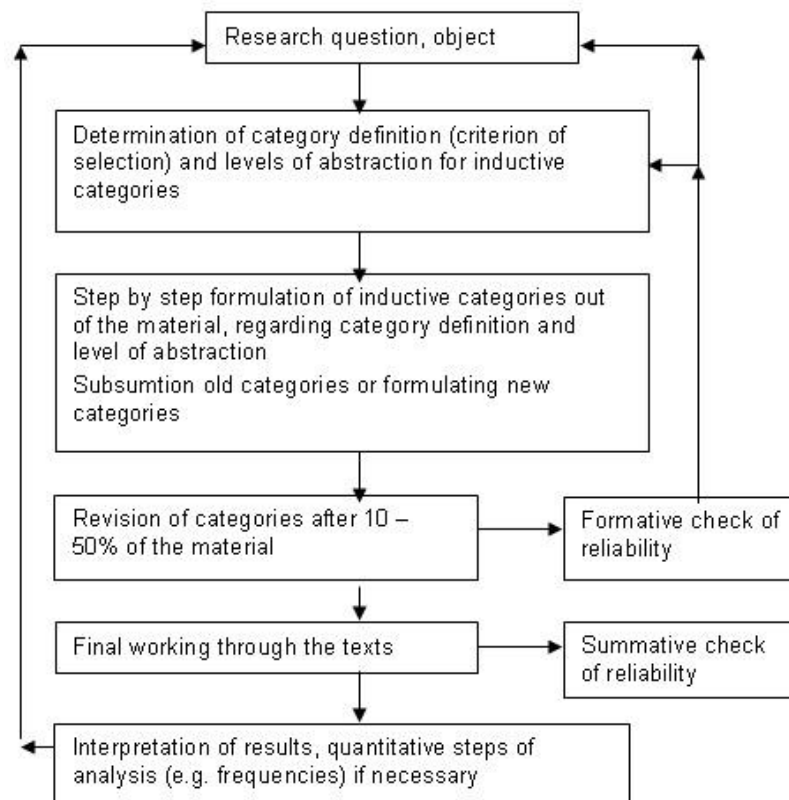 Research question, object
Determination of category definition (criterion of
selection) and levels of abstraction for inductive
categories
Step by step formulation of inductive categories out
of the material, regarding category definition and
level of abstraction
Subsumtion old categories or formulating new
categories
Revision of categories after 10 –
50% of the material
Formative check of
reliability
Final working through the texts
Summative check
of reliability
Interpretation of results, quantitative steps of
analysis (e.g. frequencies) if necessary